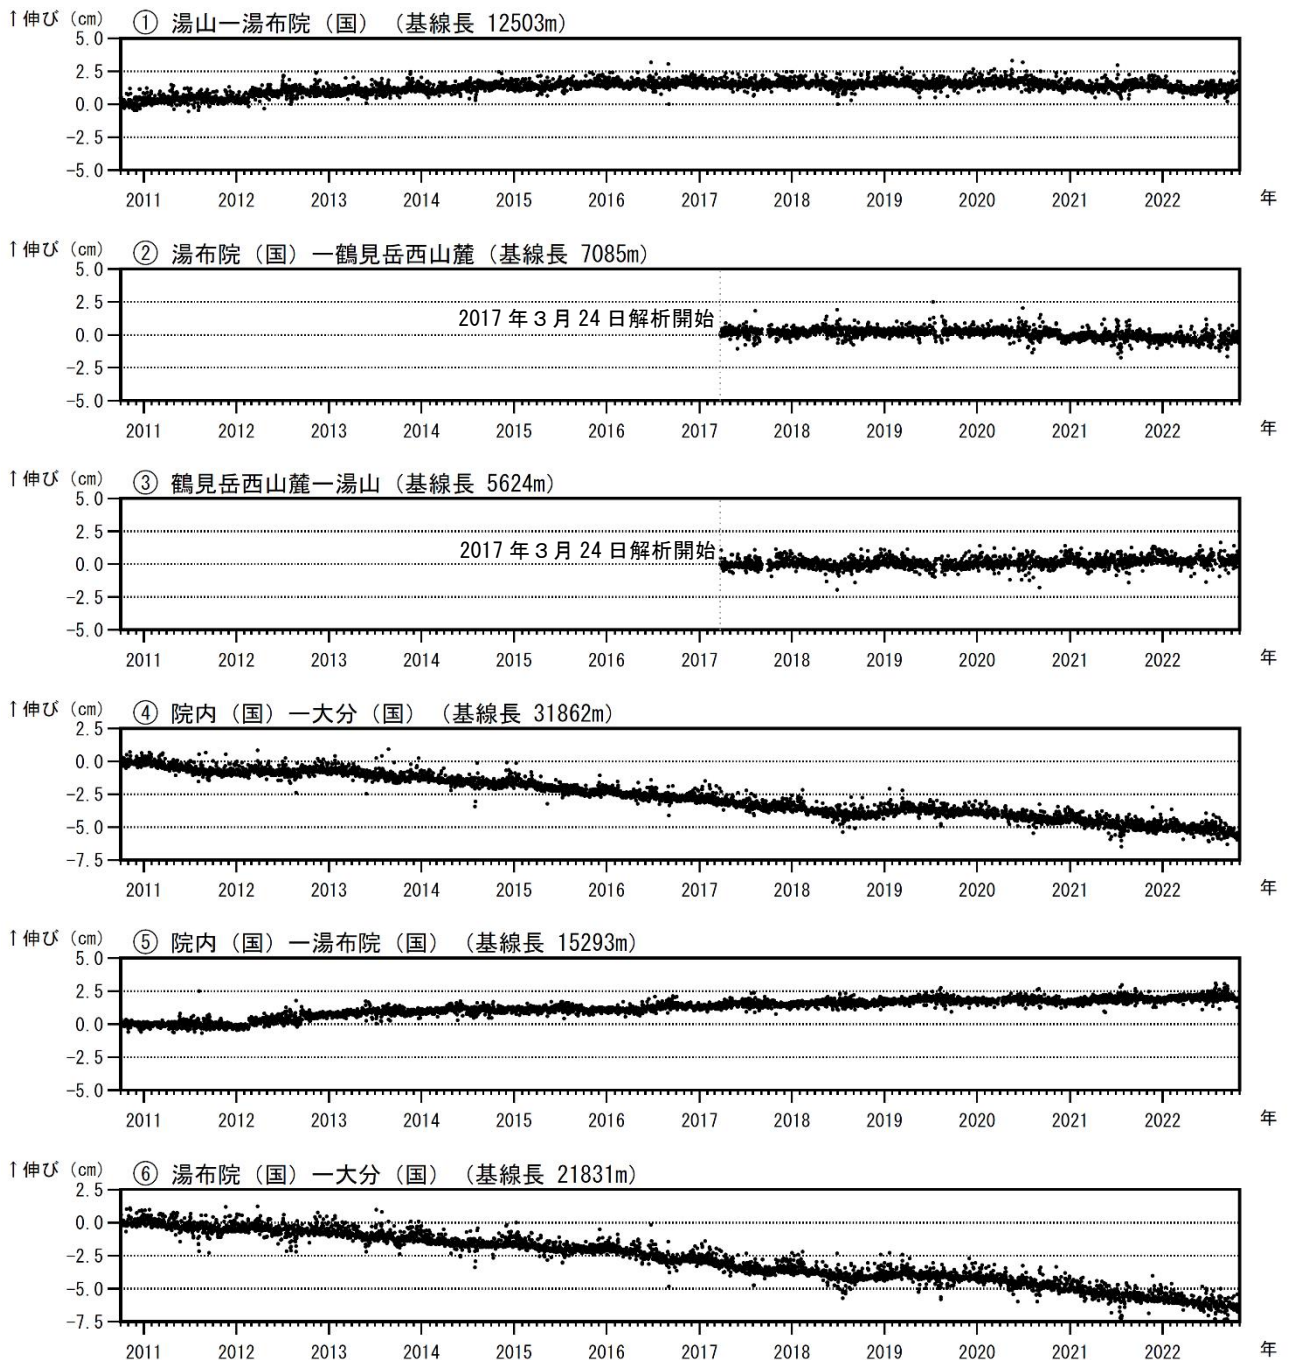 ↑伸び (cm) ① 湯山ー湯布院(国) (基線長 12503m)
5.0
2.5
0.0
−2.5
−5.0
2011 2012 2013 2014 2015 2016 2017 2018 2019 2020 2021 2022 年
↑伸び (cm) ② 湯布院(国)ー鶴見岳西山麓(基線長 7085m)
5.0
2.5
2017年3月24日解析開始
0.0
−2.5
−5.0
2011 2012 2013 2014 2015 2016 2017 2018 2019 2020 2021 2022 年
↑伸び (cm) ③ 鶴見岳西山麓ー湯山(基線長 5624m)
5.0
2.5
2017年3月24日解析開始
0.0
−2.5
−5.0
2011 2012 2013 2014 2015 2016 2017 2018 2019 2020 2021 2022 年
↑伸び (cm) ④ 院内(国)ー大分(国) (基線長 31862m)
2.5
0.0
−2.5
−5.0
−7.5
2011 2012 2013 2014 2015 2016 2017 2018 2019 2020 2021 2022 年
↑伸び (cm) ⑤ 院内(国)ー湯布院(国) (基線長 15293m)
5.0
2.5
0.0
−2.5
−5.0
2011 2012 2013 2014 2015 2016 2017 2018 2019 2020 2021 2022 年
↑伸び (cm) ⑥ 湯布院(国)ー大分(国) (基線長 21831m)
2.5
0.0
−2.5
−5.0
−7.5
2011 2012 2013 2014 2015 2016 2017 2018 2019 2020 2021 2022 年